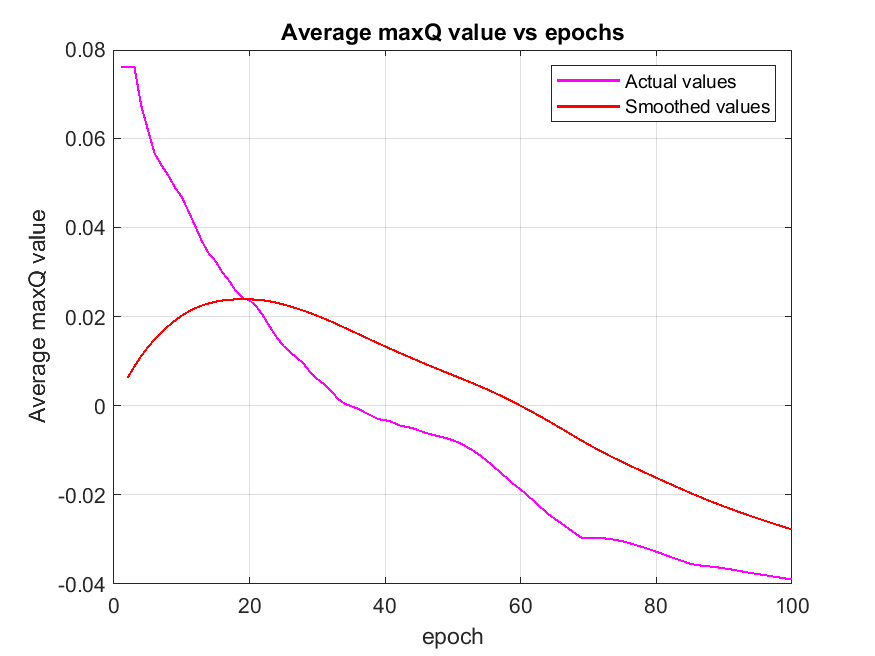 Average maxQ value vs epochs
Actual values
Smoothed values
Average maxQ value
0.08
0.06
0.04
0.02
0
-0.02
-0.04
0 20 40 60 80 100
epoch